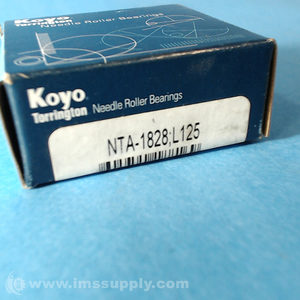 Koyo
Torrington
Needle Roller Bearings
Koyo.
Torrington Needle Roller Bearings
NTA-1828;L125
© www.imssupply.com